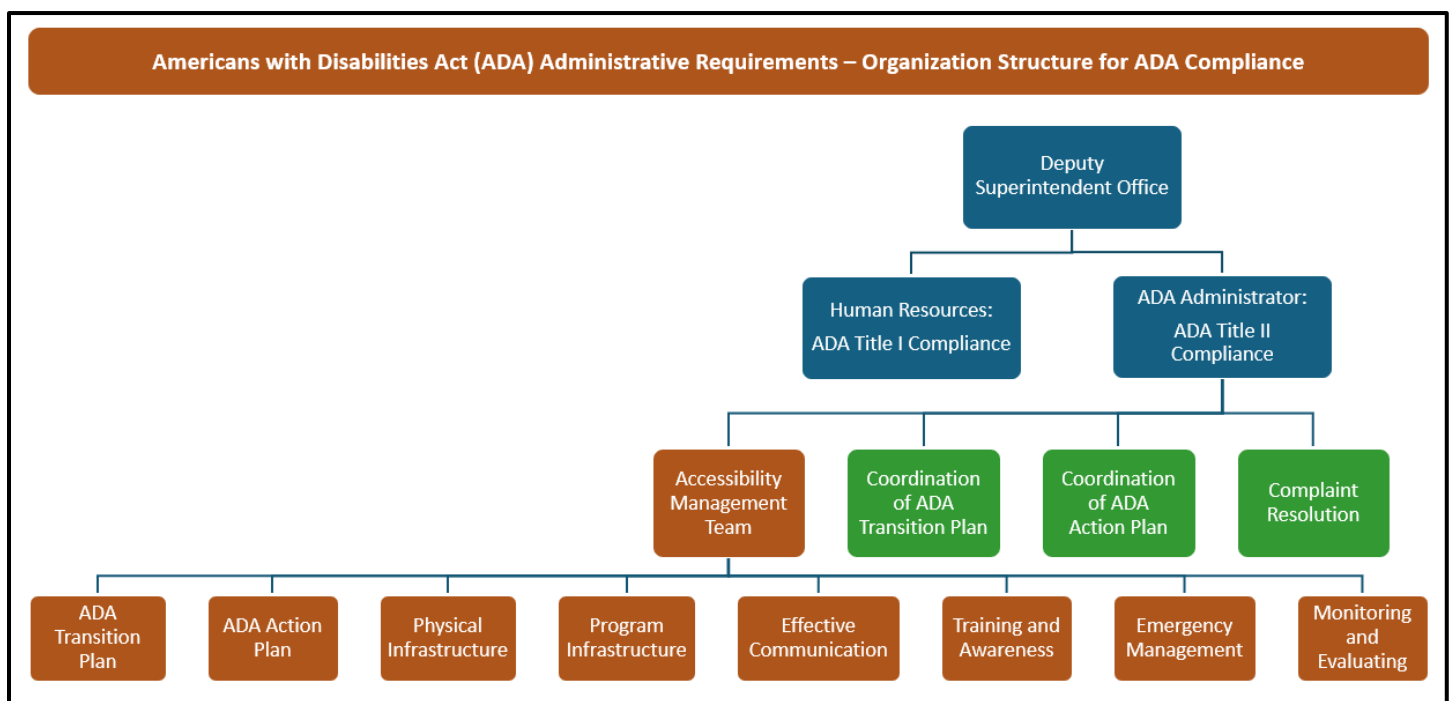 Americans with Disabilities Act (ADA) Administrative Requirements – Organization Structure for ADA Compliance
Deputy
Superintendent Office
Human Resources:
ADA Title I Compliance
ADA Administrator:
ADA Title II
Compliance
Accessibility
Management
Team
Coordination
of ADA
Transition Plan
Coordination
of ADA
Action Plan
Complaint
Resolution
ADA
Transition
Plan
ADA Action
Plan
Physical
Infrastructure
Program
Infrastructure
Effective
Communication
Training and
Awareness
Emergency
Management
Monitoring
and
Evaluating